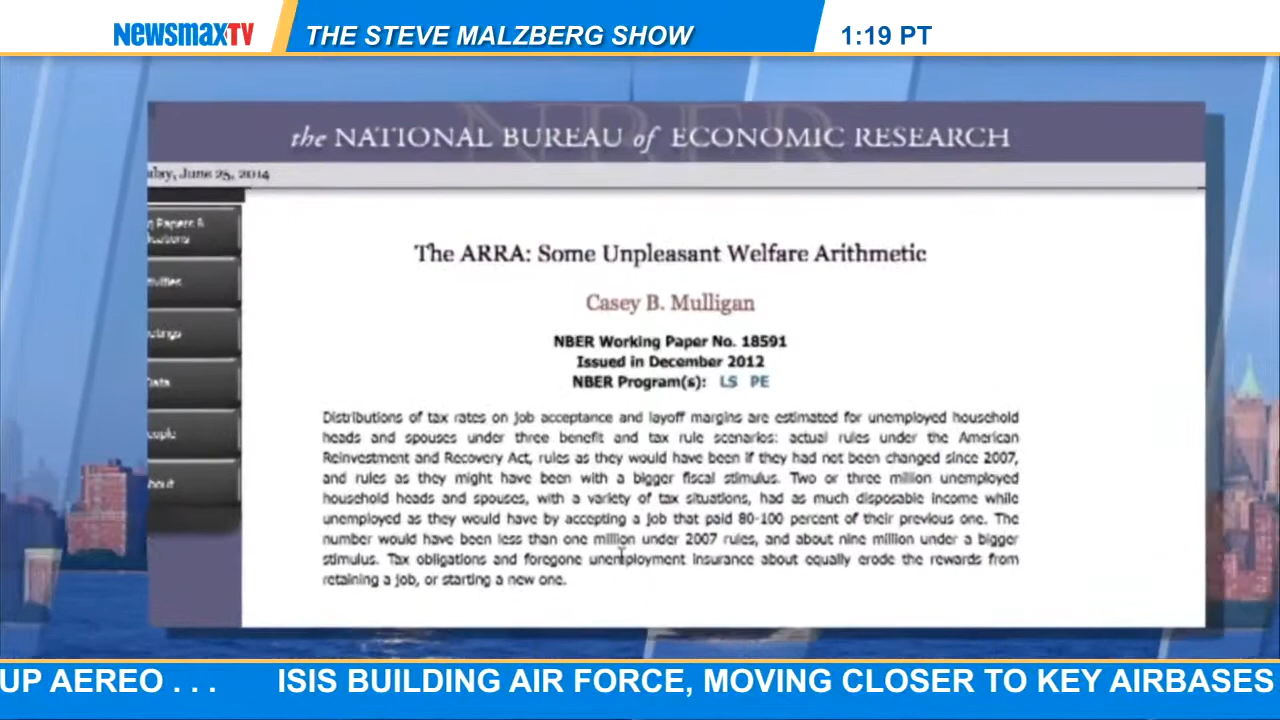 NEWSMAXTV
THE STEVE MALZBERG SHOW
1:19 PT
the NATIONAL BUREAU of ECONOMIC RESEARCH
NBER
June 25, 2014
Papers &
The ARRA: Some Unpleasant Welfare Arithmetic
Casey B. Mulligan
NBER Working Paper No. 18591
Issued in December 2012
NBER Program(s): LS PE
Distributions of tax rates on job acceptance and layoff margins are estimated for unemployed household
heads and spouses under three benefit and tax rule scenarios: actual rules under the American
Reinvestment and Recovery Act, rules as they would have been if they had not been changed since 2007,
and rules as they might have been with a bigger fiscal stimulus. Two or three million unemployed
household heads and spouses, with a variety of tax situations, had as much disposable income while
unemployed as they would have by accepting a job that paid 80-100 percent of their previous one. The
number would have been less than one million under 2007 rules, and about nine million under a bigger
stimulus. Tax obligations and foregone unemployment insurance about equally erode the rewards from
retaining a job, or starting a new one.
UP AEREO . . . ISIS BUILDING AIR FORCE, MOVING CLOSER TO KEY AIRBASES